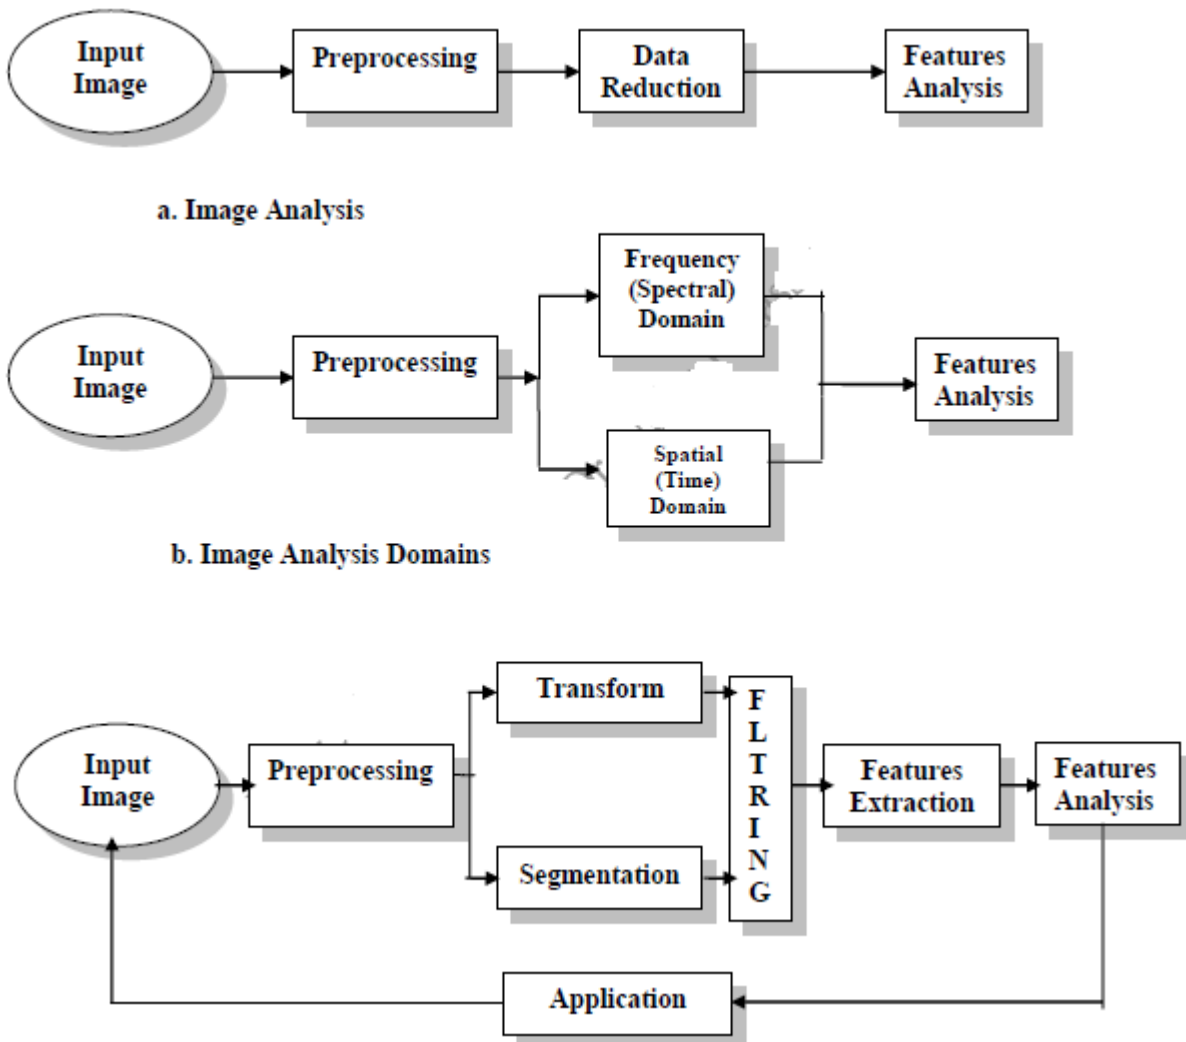 Input
Image
Preprocessing
Data
Reduction
Features
Analysis
a. Image Analysis
Input
Image
Preprocessing
Frequency
(Spectral)
Domain
Spatial
(Time)
Domain
Features
Analysis
b. Image Analysis Domains
Input
Image
Preprocessing
Transform
Segmentation
F
L
T
R
I
N
G
Features
Extraction
Features
Analysis
Application